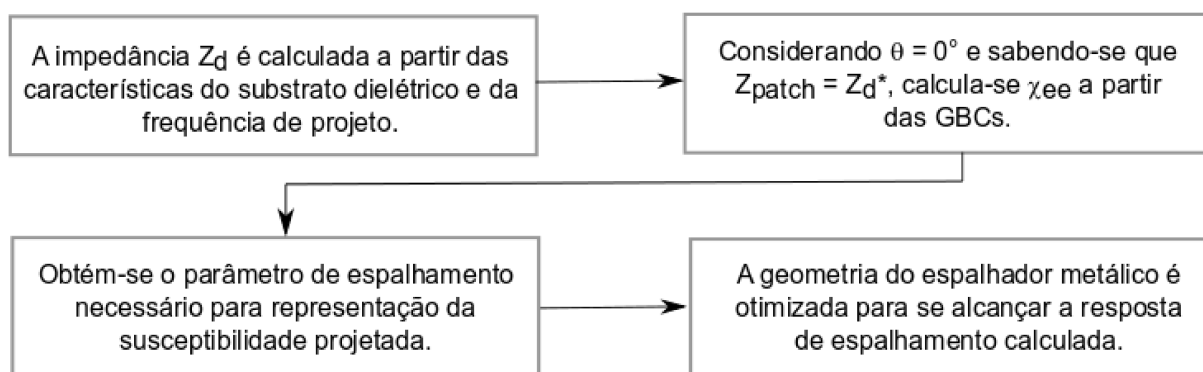 A impedância Zd é calculada a partir das
características do substrato dielétrico e da
frequência de projeto.
Considerando θ = 0° e sabendo-se que
Zpatch = Zd*, calcula-se χee a partir
das GBCs.
Obtém-se o parâmetro de espalhamento
necessário para representação da
susceptibilidade projetada.
A geometria do espalhador metálico é
otimizada para se alcançar a resposta
de espalhamento calculada.